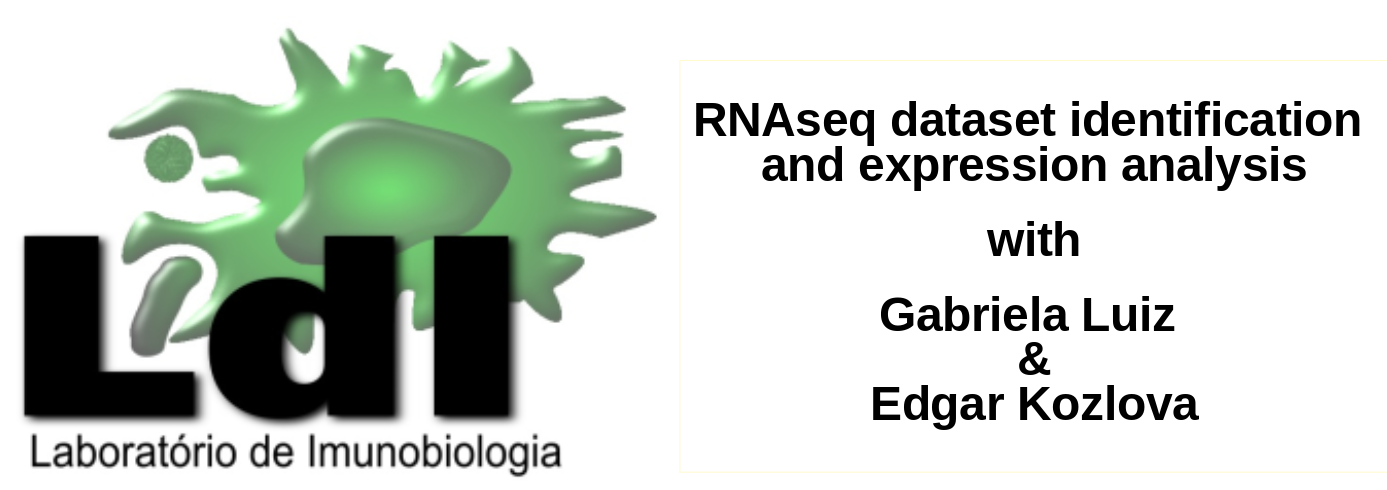 LdI
Laboratório de Imunobiologia
RNAseq dataset identification
and expression analysis
with
Gabriela Luiz
&
Edgar Kozlova